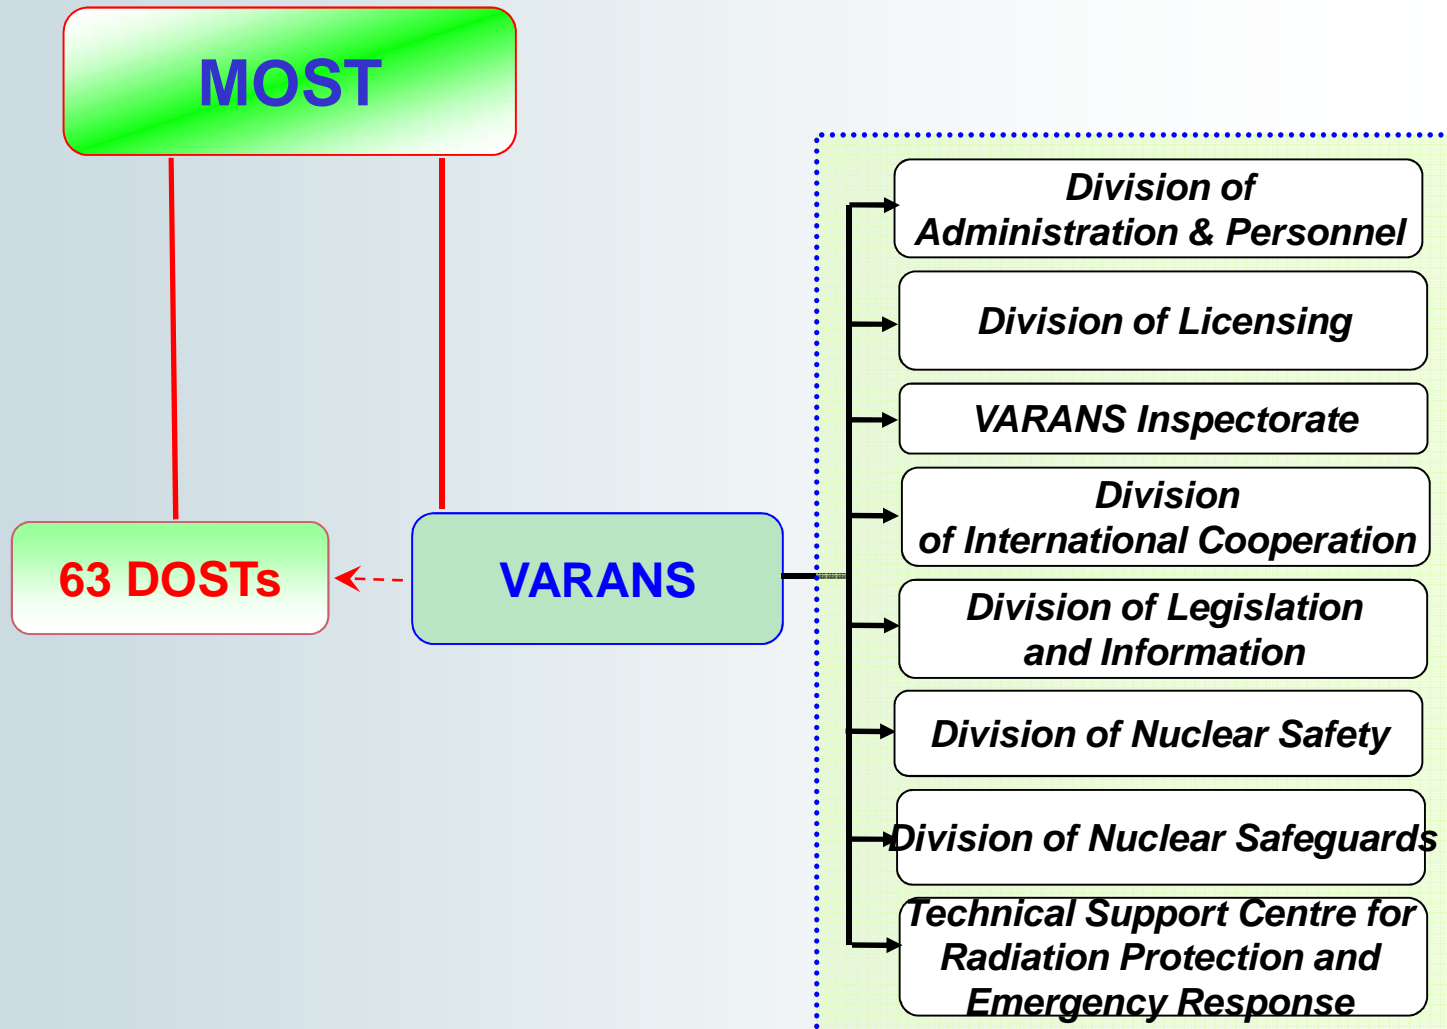 MOST
63 DOSTs
VARANS
Division of
Administration & Personnel
Division of Licensing
VARANS Inspectorate
Division
of International Cooperation
Division of Legislation
and Information
Division of Nuclear Safety
Division of Nuclear Safeguards
Technical Support Centre for
Radiation Protection and
Emergency Response